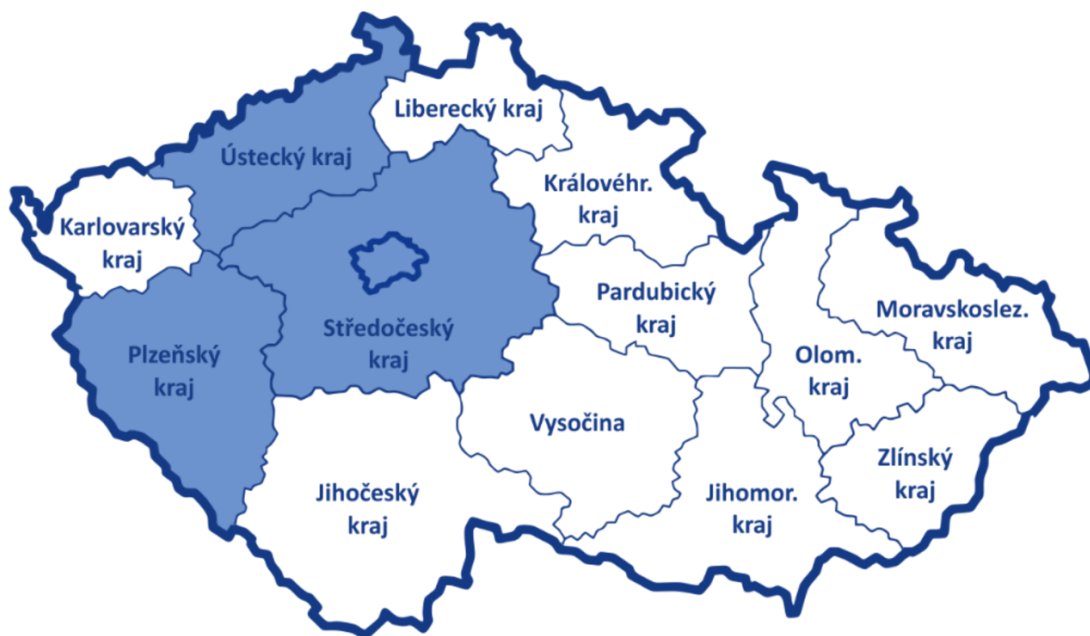 Liberecký kraj
Ústecký kraj
Královéhr.
kraj
Karlovarský
kraj
Pardubický
kraj
Moravskoslez.
kraj
Středočeský
kraj
Plzeňský
kraj
Olom.
kraj
Vysočina
Zlínský
kraj
Jihočeský
kraj
Jihomor.
kraj